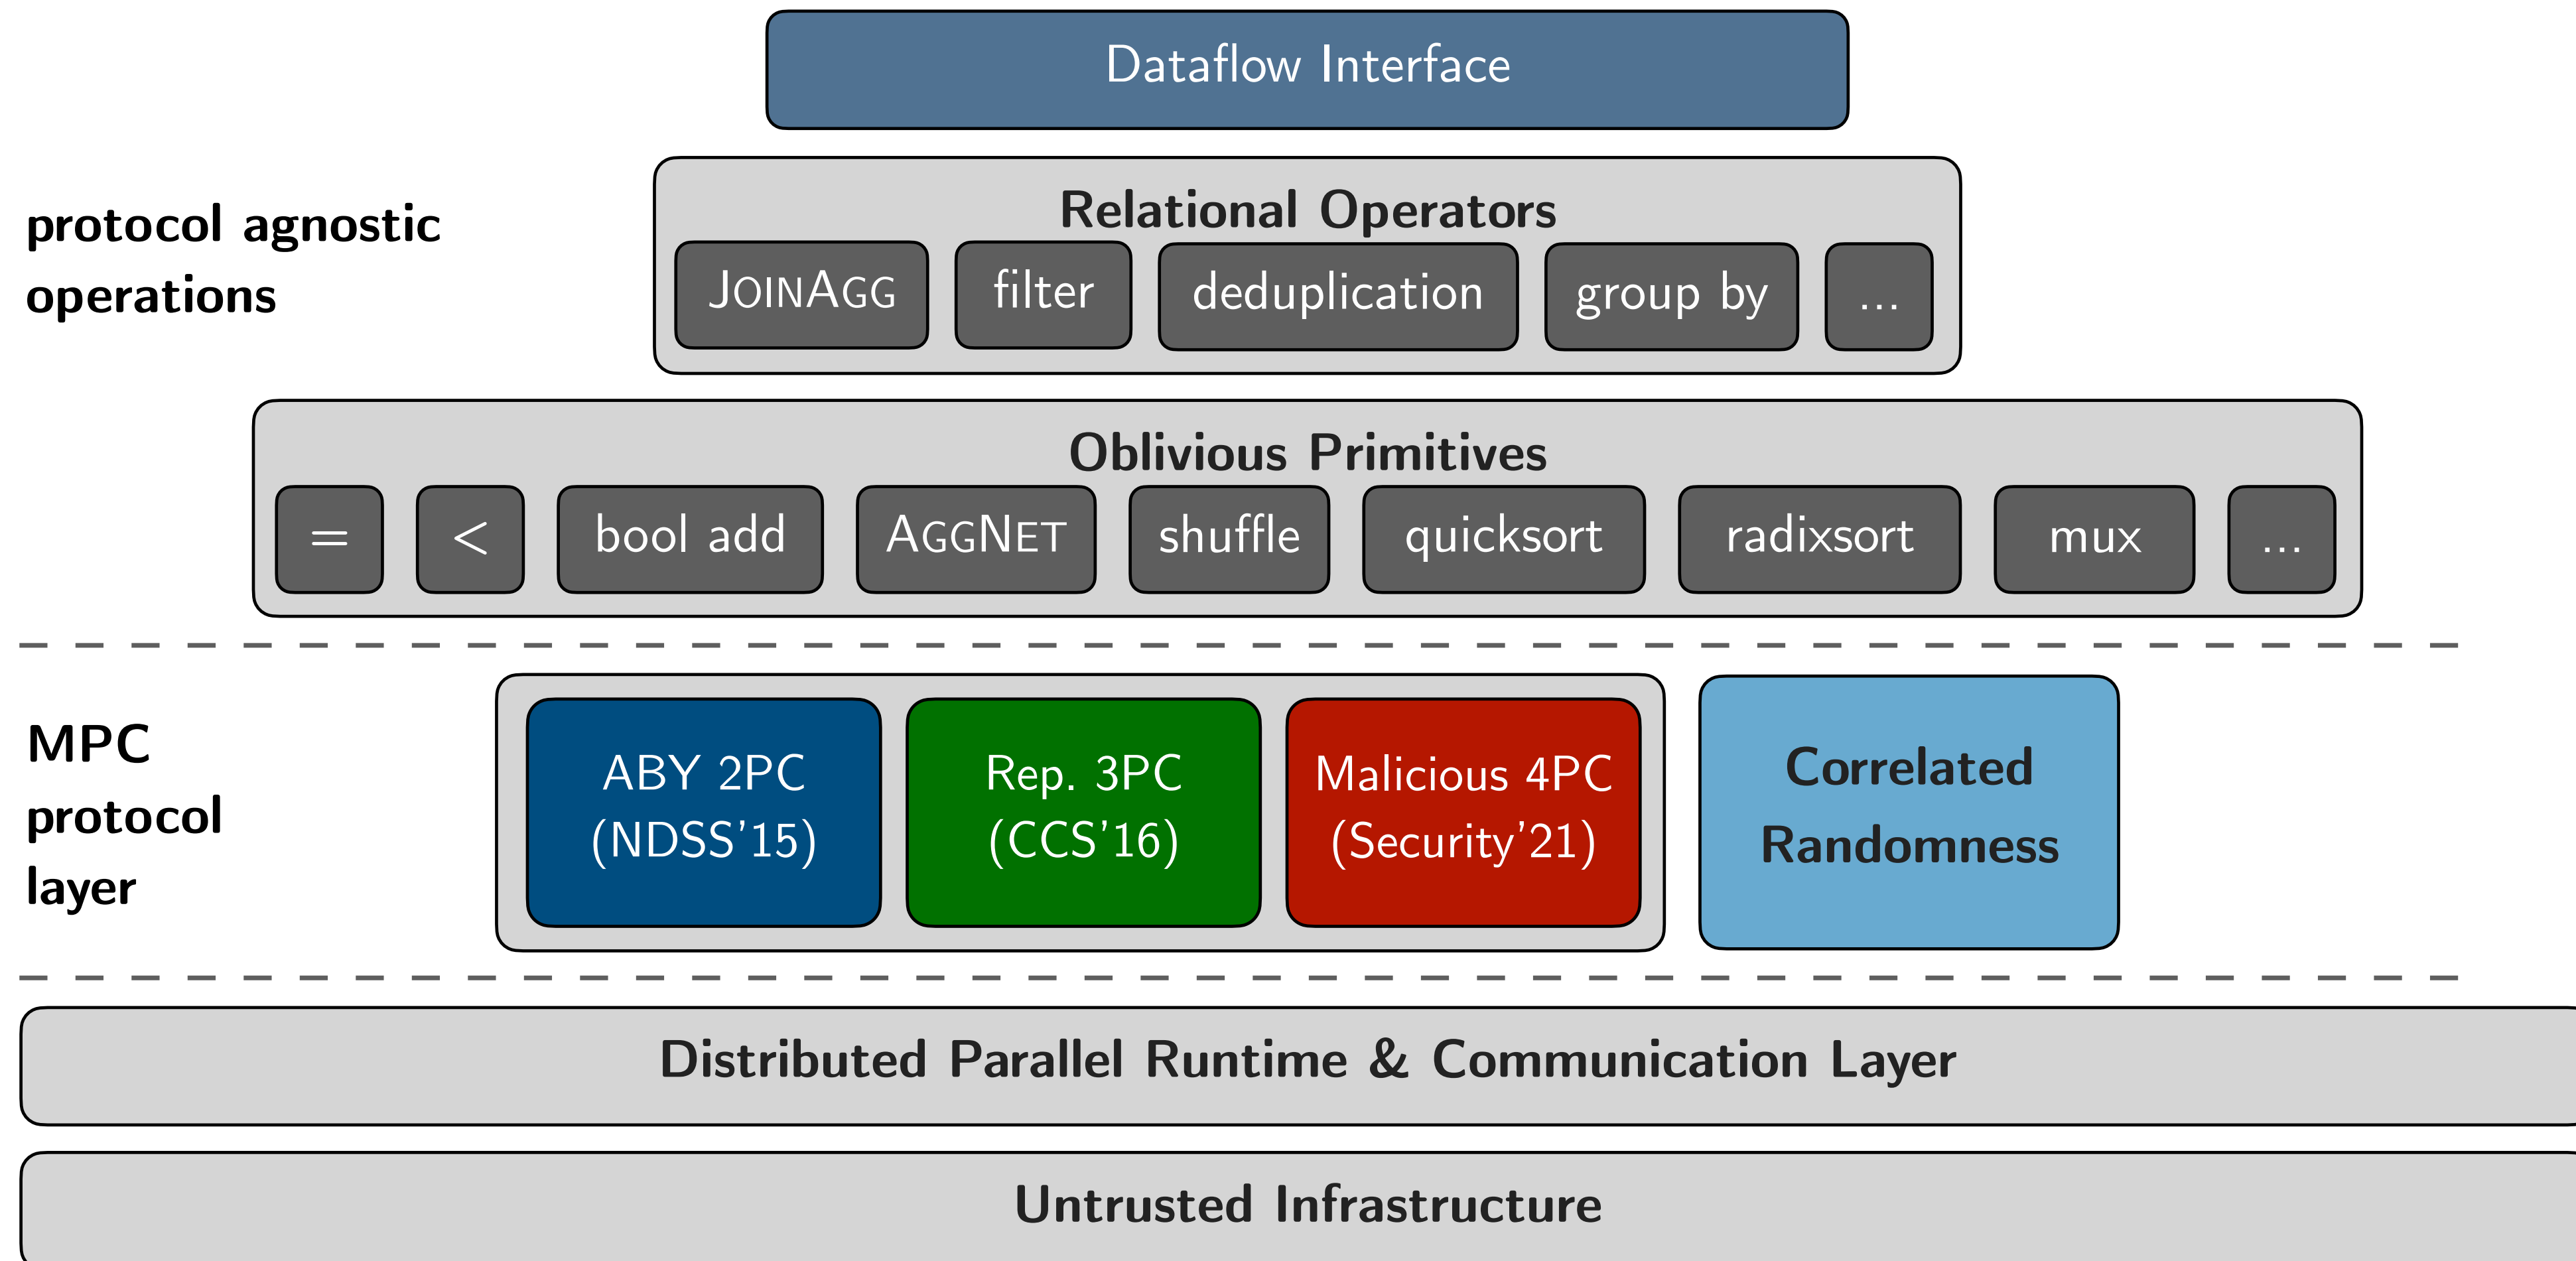 Dataflow Interface
protocol agnostic
operations
Relational Operators
JOINAGG filter deduplication group by ...
Oblivious Primitives
= < bool add AGGNET shuffle quicksort radixsort mux ...
MPC
protocol
layer
ABY 2PC
(NDSS'15)
Rep. 3PC
(CCS'16)
Malicious 4PC
(Security'21)
Correlated
Randomness
Distributed Parallel Runtime & Communication Layer
Untrusted Infrastructure